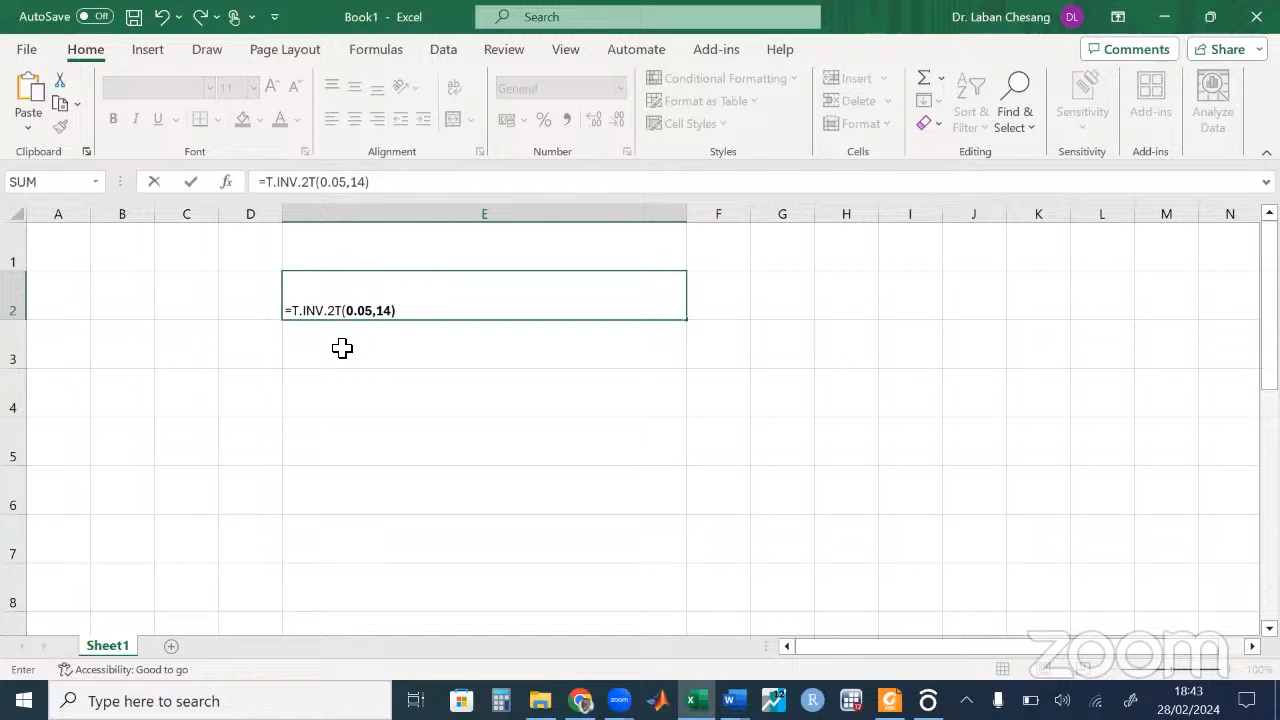 AutoSave Off Book1 - Excel Search Dr. Laban Chesang DL
File Home Insert Draw Page Layout Formulas Data Review View Automate Add-ins Help Comments Share
Paste 11 General Conditional Formatting Insert Sort & Find & Sensitivity Add-ins Analyze
Format as Table Delete Filter Select Data
B I U Cell Styles Format
Clipboard Font Alignment Number Styles Cells Editing Sensitivity Add-ins
SUM fx =T.INV.2T(0.05,14)
A B C D E F G H I J K L M N
1
2 =T.INV.2T(0.05,14)
3
4
5
6
7
8
Sheet1
zoom
Enter Accessibility: Good to go 100%
Type here to search 18:43
28/02/2024